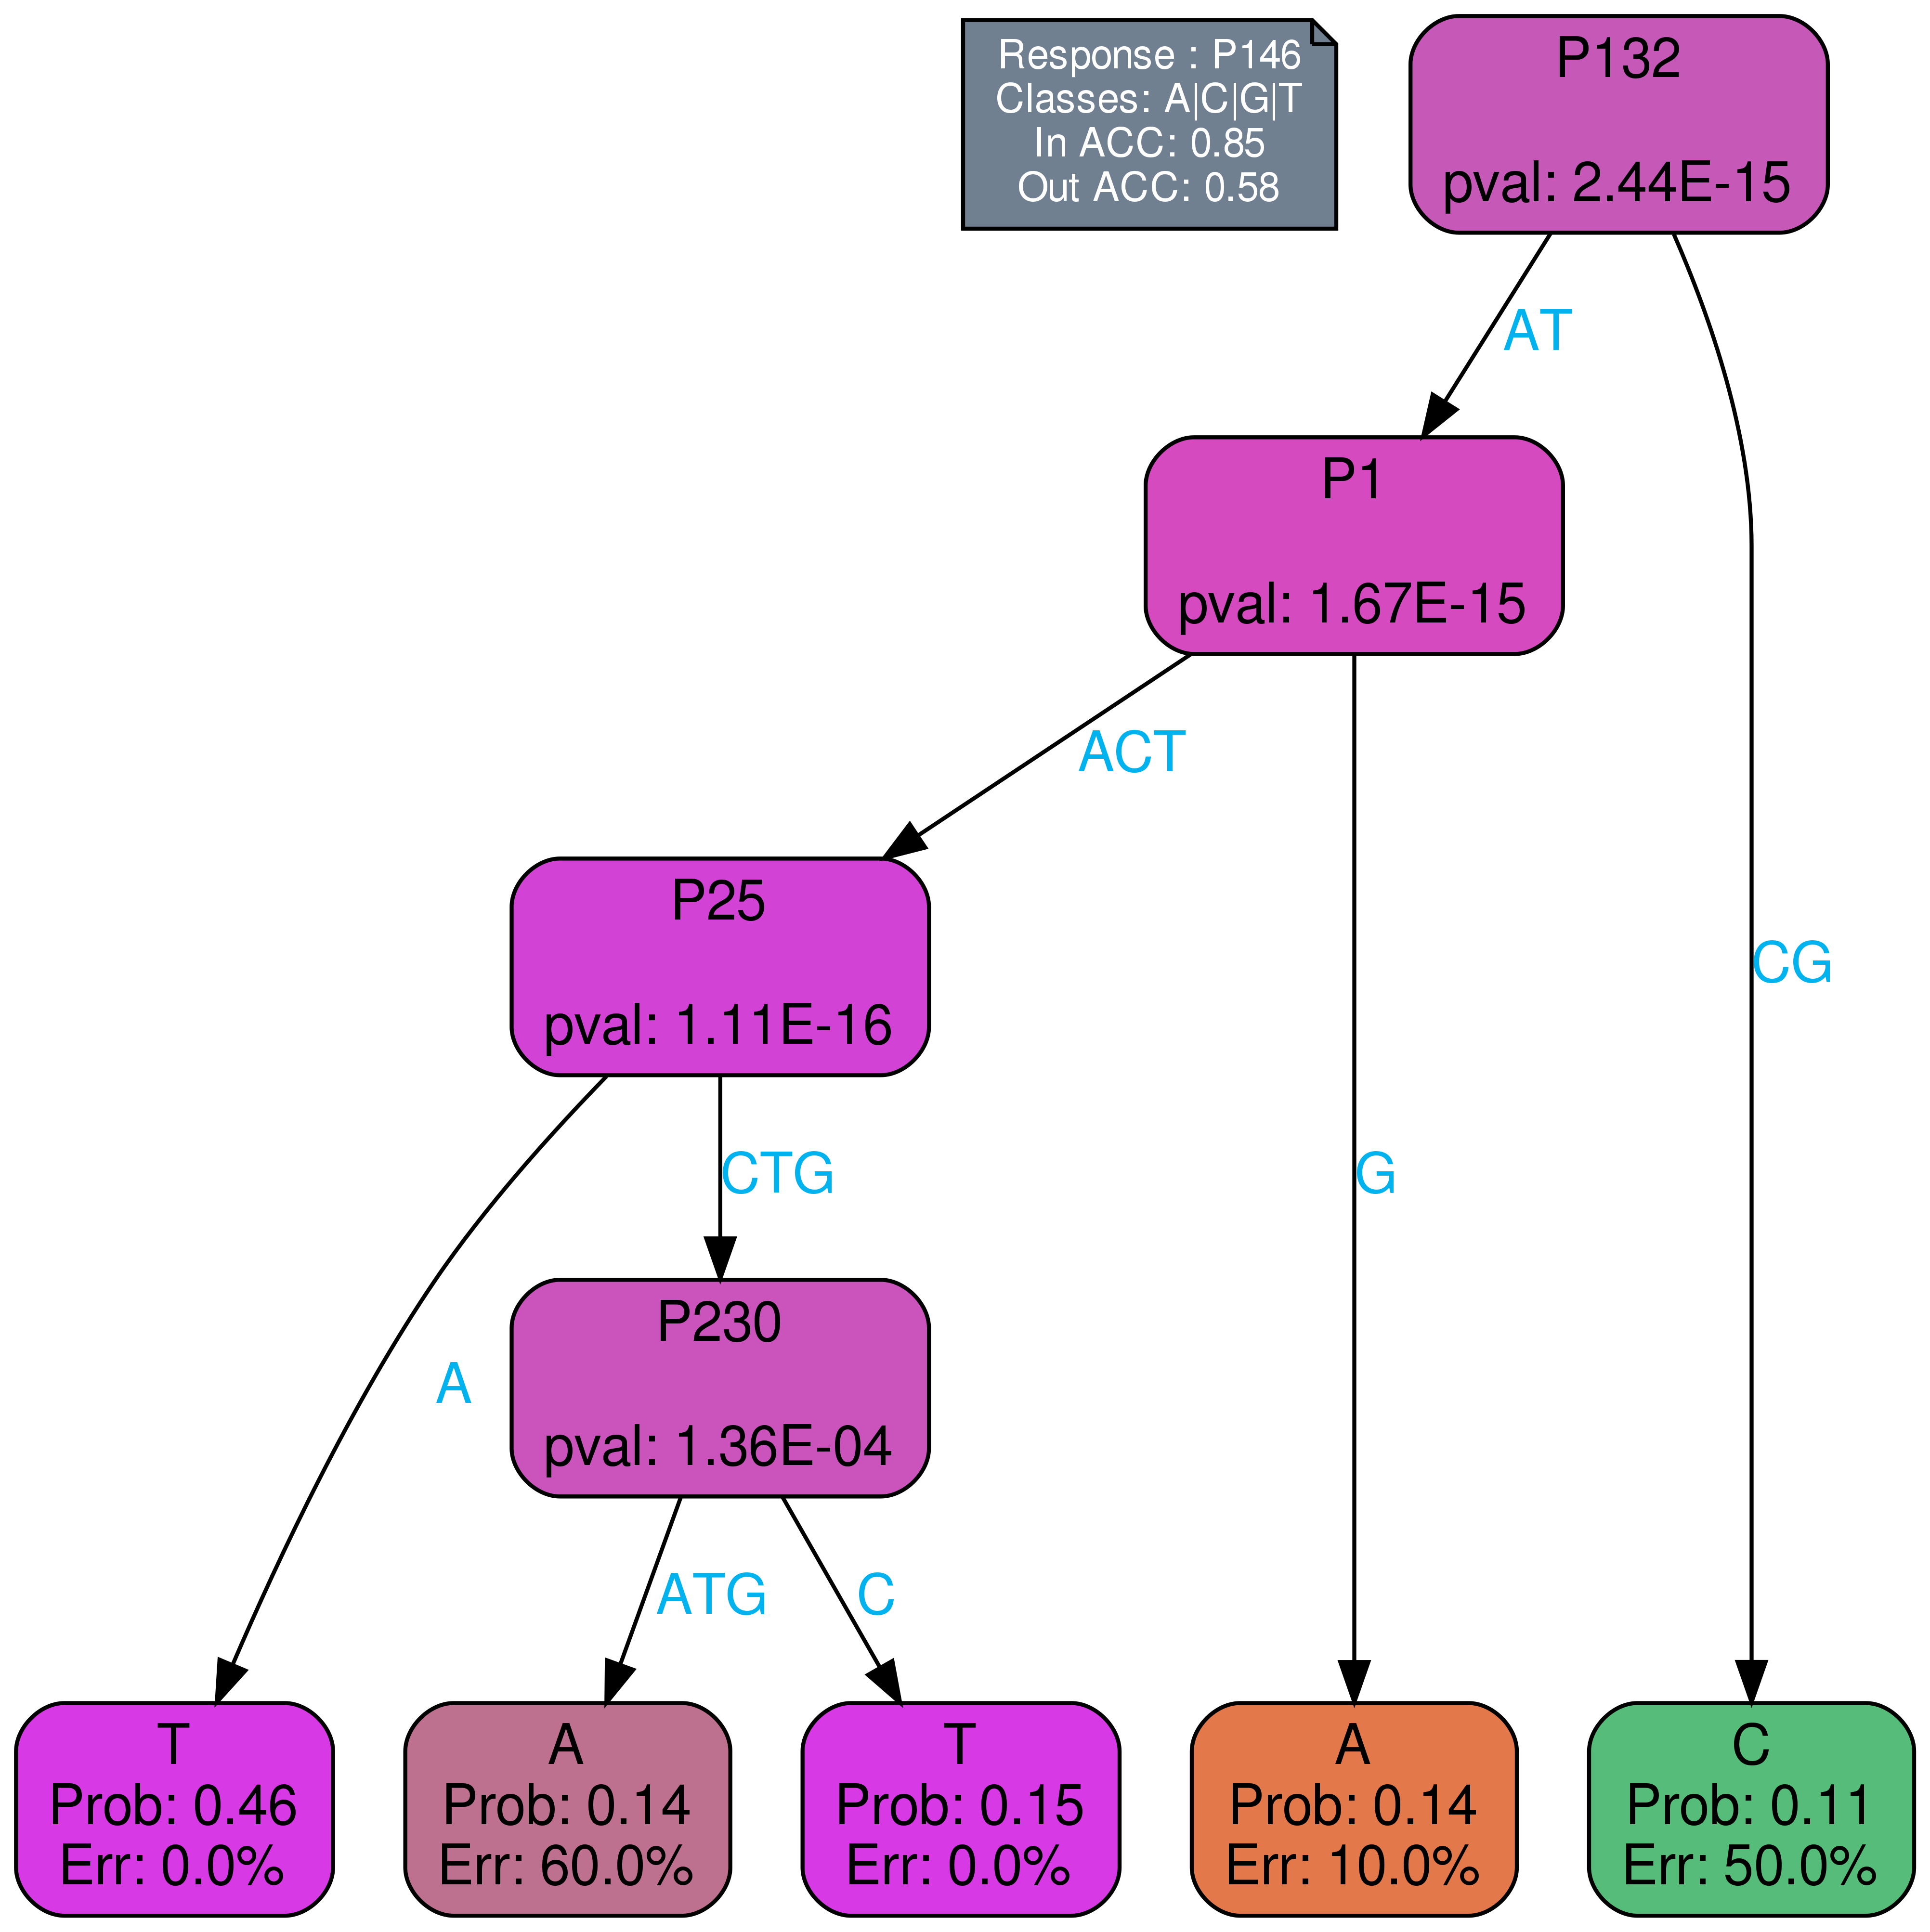 Response : P146
Classes: A|C|G|T
In ACC: 0.85
Out ACC: 0.58
P132
pval: 2.44E-15
AT
P1
pval: 1.67E-15
ACT
P25
pval: 1.11E-16
CG
CTG
G
P230
pval: 1.36E-04
A
ATG
C
T
Prob: 0.46
Err: 0.0%
A
Prob: 0.14
Err: 60.0%
T
Prob: 0.15
Err: 0.0%
A
Prob: 0.14
Err: 10.0%
C
Prob: 0.11
Err: 50.0%